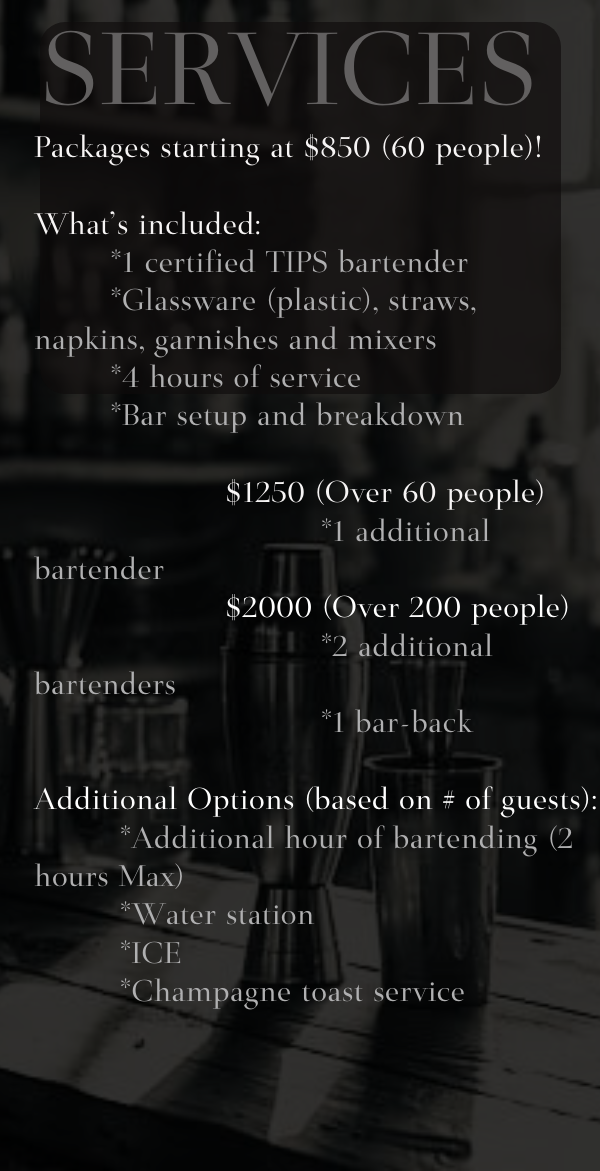 SERVICES
Packages starting at $850 (60 people)!
What's included:
*1 certified TIPS bartender
*Glassware (plastic), straws,
napkins, garnishes and mixers
*4 hours of service
*Bar setup and breakdown
$1250 (Over 60 people)
*1 additional
bartender
$2000 (Over 200 people)
*2 additional
bartenders
*1 bar-back
Additional Options (based on # of guests):
*Additional hour of bartending (2
hours Max)
*Water station
*ICE
*Champagne toast service